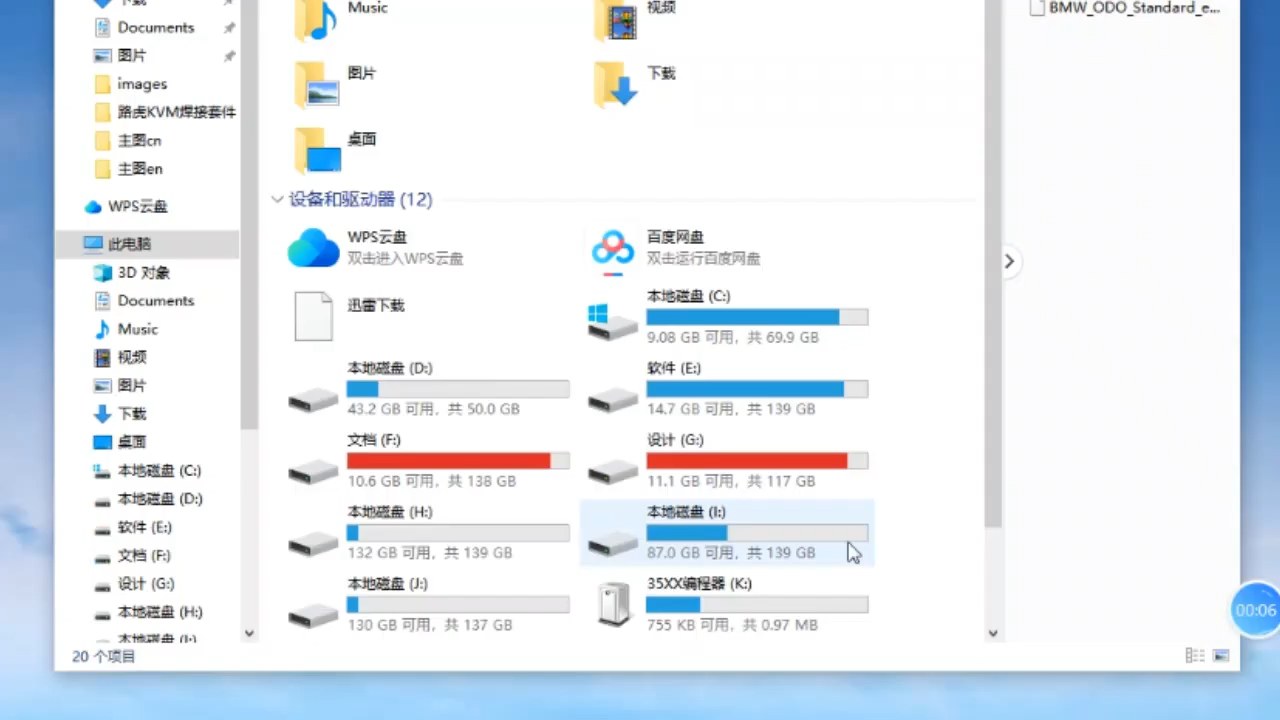 下载
Documents
图片
images
路虎KVM焊接套件
主图cn
主图en
WPS云盘
此电脑
3D 对象
Documents
Music
视频
图片
下载
桌面
本地磁盘 (C:)
本地磁盘 (D:)
软件 (E:)
文档 (F:)
设计 (G:)
本地磁盘 (H:)
本地磁盘 (I:)
20 个项目
Music
视频
图片
下载
桌面
设备和驱动器 (12)
WPS云盘
双击进入WPS云盘
百度网盘
双击运行百度网盘
迅雷下载
本地磁盘 (C:)
9.08 GB 可用，共 69.9 GB
本地磁盘 (D:)
43.2 GB 可用，共 50.0 GB
软件 (E:)
14.7 GB 可用，共 139 GB
文档 (F:)
10.6 GB 可用，共 138 GB
设计 (G:)
11.1 GB 可用，共 117 GB
本地磁盘 (H:)
132 GB 可用，共 139 GB
本地磁盘 (I:)
87.0 GB 可用，共 139 GB
本地磁盘 (J:)
130 GB 可用，共 137 GB
35XX编程器 (K:)
755 KB 可用，共 0.97 MB
BMW_ODO_Standard_e...
00:06